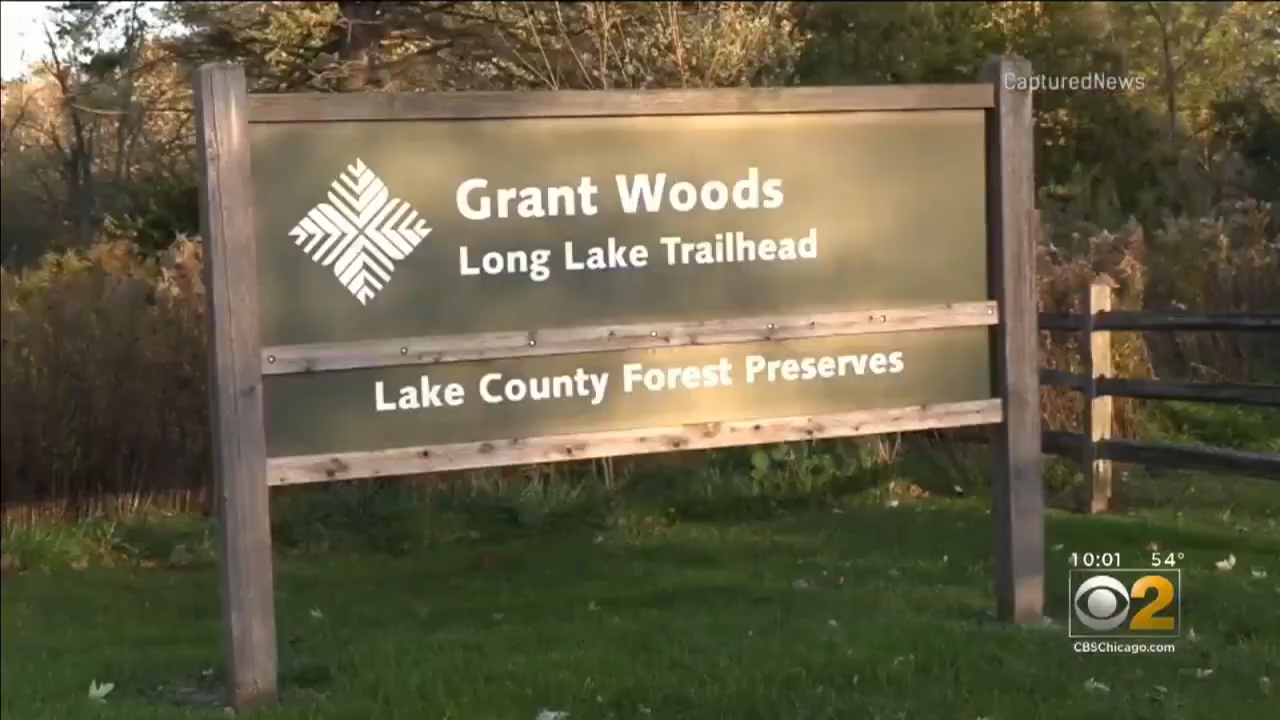 CapturedNews
Grant Woods
Long Lake Trailhead
Lake County Forest Preserves
10:01 54°
2
CBSChicago.com